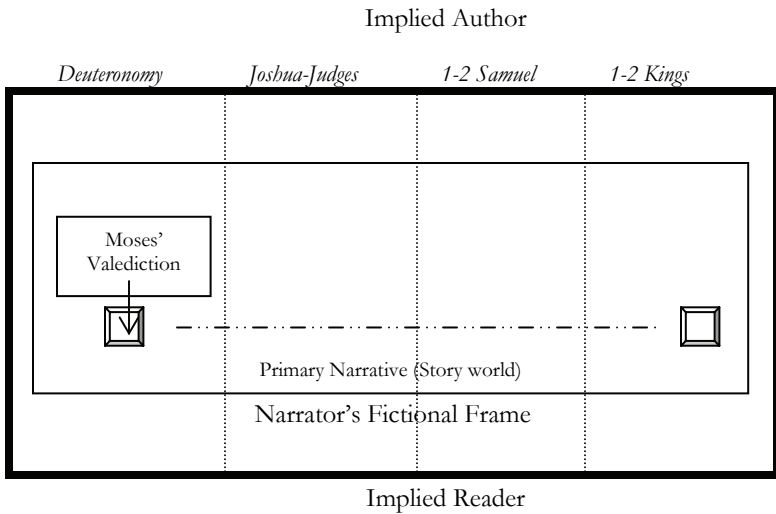 Implied Author
Deuteronomy Joshua-Judges 1-2 Samuel 1-2 Kings
Moses’
Valediction
Primary Narrative (Story world)
Narrator’s Fictional Frame
Implied Reader